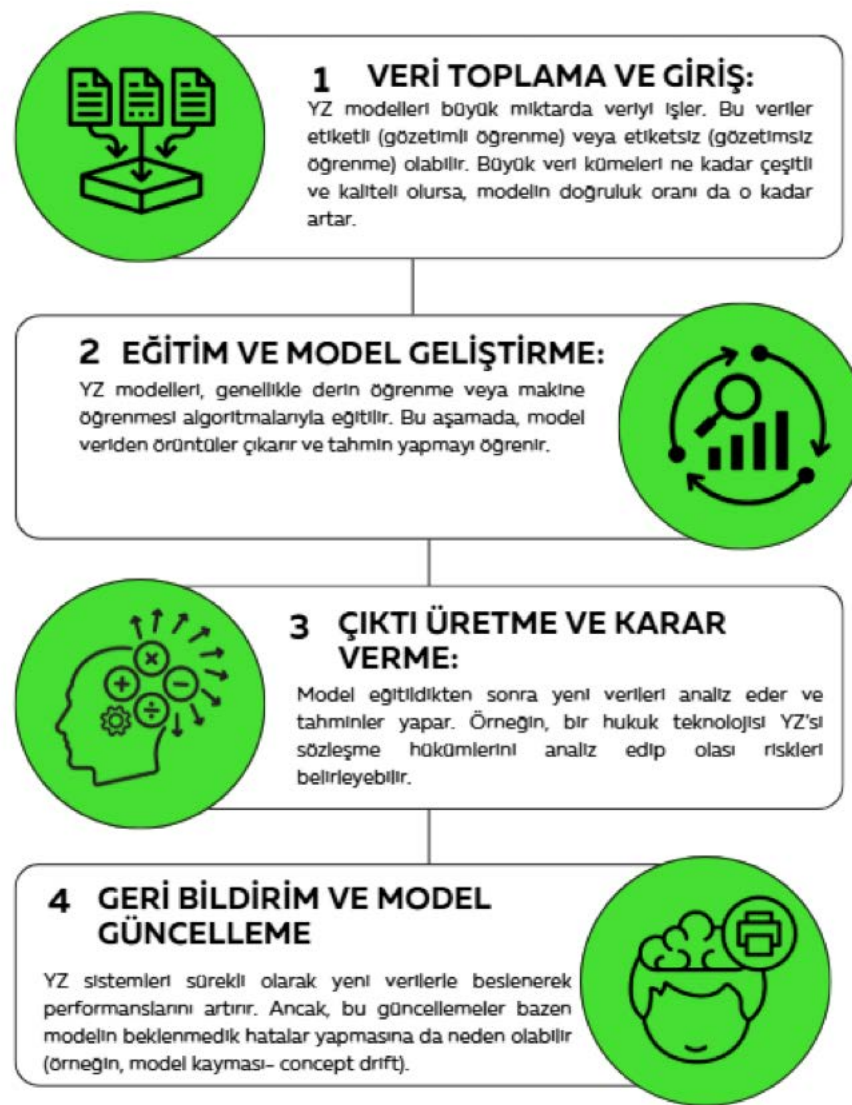 1 VERİ TOPLAMA VE GİRİŞ:
YZ modelleri büyük miktarda veriyi işler. Bu veriler
etiketli (gözetimli öğrenme) veya etiketsiz (gözetimsiz
öğrenme) olabilir. Büyük veri kümeleri ne kadar çeşitli
ve kaliteli olursa, modelin doğruluk oranı da o kadar
artar.
2 EĞİTİM VE MODEL GELİŞTİRME:
YZ modelleri, genellikle derin öğrenme veya makine
öğrenmesi algoritmalarıyla eğitilir. Bu aşamada, model
veriden örüntüler çıkarır ve tahmin yapmayı öğrenir.
3 ÇIKTI ÜRETME VE KARAR
VERME:
Model eğitildikten sonra yeni verileri analiz eder ve
tahminler yapar. Örneğin, bir hukuk teknolojisi YZ'si
sözleşme hükümlerini analiz edip olası riskleri
belirleyebilir.
4 GERİ BİLDİRİM VE MODEL
GÜNCELLEME
YZ sistemleri sürekli olarak yeni verilerle beslenerek
performanslarını artırır. Ancak, bu güncellemeler bazen
modelin beklenmedik hatalar yapmasına da neden olabilir
(örneğin, model kayması- concept drift).